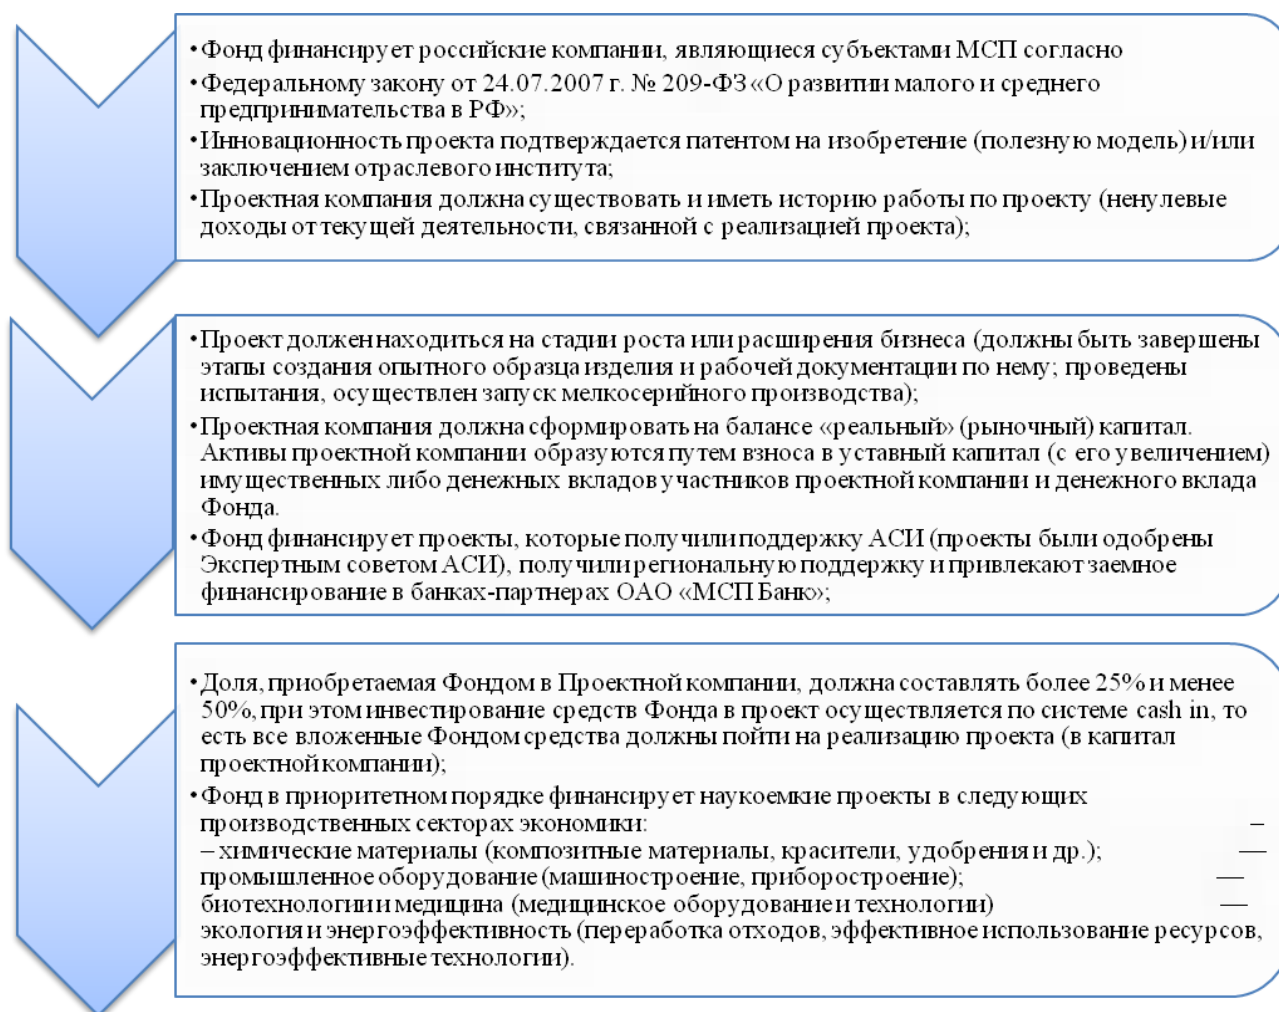 • Фонд финансирует российские компании, являющиеся субъектами МСП согласно
• Федеральному закону от 24.07.2007 г. № 209-ФЗ «О развитии малого и среднего
предпринимательства в РФ»;
• Инновационность проекта подтверждается патентом на изобретение (полезную модель) и/или
заключением отраслевого института;
• Проектная компания должна существовать и иметь историю работы по проекту (ненулевые
доходы от текущей деятельности, связанной с реализацией проекта);
• Проект должен находиться на стадии роста или расширения бизнеса (должны быть завершены
этапы создания опытного образца изделия и рабочей документации по нему; проведены
испытания, осуществлен запуск мелкосерийного производства);
• Проектная компания должна сформировать на балансе «реальный» (рыночный) капитал.
Активы проектной компании образуются путем взноса в уставный капитал (с его увеличением)
имущественных либо денежных вкладов участников проектной компании и денежного вклада
Фонда.
• Фонд финансирует проекты, которые получили поддержку АСИ (проекты были одобрены
Экспертным советом АСИ), получили региональную поддержку и привлекают заемное
финансирование в банках-партнерах ОАО «МСП Банк»;
• Доля, приобретаемая Фондом в Проектной компании, должна составлять более 25% и менее
50%, при этом инвестирование средств Фонда в проект осуществляется по системе cash in, то
есть все вложенные Фондом средства должны пойти на реализацию проекта (в капитал
проектной компании);
• Фонд в приоритетном порядке финансирует наукоемкие проекты в следующих
производственных секторах экономики: –
– химические материалы (композитные материалы, красители, удобрения и др.); —
промышленное оборудование (машиностроение, приборостроение); —
биотехнологии и медицина (медицинское оборудование и технологии) —
экология и энергоэффективность (переработка отходов, эффективное использование ресурсов,
энергоэффективные технологии).